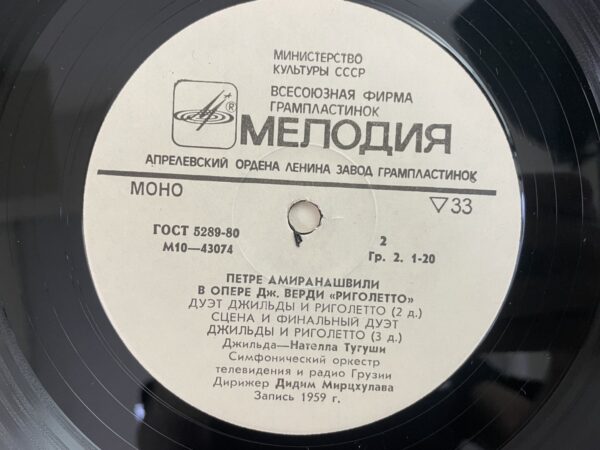 МИНИСТЕРСТВО
КУЛЬТУРЫ СССР
ВСЕСОЮЗНАЯ ФИРМА
ГРАМПЛАСТИНОК
® МЕЛОДИЯ
АПРЕЛЕВСКИЙ ОРДЕНА ЛЕНИНА ЗАВОД ГРАМПЛАСТИНОК
МОНО ▽33
ГОСТ 5289-80 2
М10—43074 Гр. 2. 1-20
ПЕТРЕ АМИРАНАШВИЛИ
В ОПЕРЕ Дж. ВЕРДИ «РИГОЛЕТТО»
ДУЭТ ДЖИЛЬДЫ И РИГОЛЕТТО (2 д.)
СЦЕНА И ФИНАЛЬНЫЙ ДУЭТ
ДЖИЛЬДЫ И РИГОЛЕТТО (3 д.)
Джильда—Нателла Тугуши
Симфонический оркестр
телевидения и радио Грузии
Дирижер Дидим Мирцхулава
Запись 1959 г.